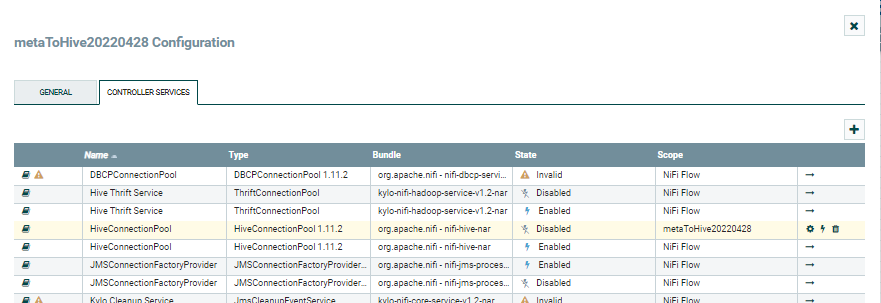 metaToHive20220428 Configuration
GENERAL CONTROLLER SERVICES
Name Type Bundle State Scope
DBCPConnectionPool DBCPConnectionPool 1.11.2 org.apache.nifi - nifi-dbcp-servi... Invalid NiFi Flow
Hive Thrift Service ThriftConnectionPool kylo-nifi-hadoop-service-v1.2-nar Disabled NiFi Flow
Hive Thrift Service ThriftConnectionPool kylo-nifi-hadoop-service-v1.2-nar Enabled NiFi Flow
HiveConnectionPool HiveConnectionPool 1.11.2 org.apache.nifi - nifi-hive-nar Disabled metaToHive20220428
HiveConnectionPool HiveConnectionPool 1.11.2 org.apache.nifi - nifi-hive-nar Enabled NiFi Flow
JMSConnectionFactoryProvider JMSConnectionFactoryProvider... org.apache.nifi - nifi-jms-proces... Enabled NiFi Flow
JMSConnectionFactoryProvider JMSConnectionFactoryProvider... org.apache.nifi - nifi-jms-proces... Disabled NiFi Flow
Kylo Cleanup Service JmsCleanupEventService kylo-nifi-core-service-v1.2-nar Invalid NiFi Flow